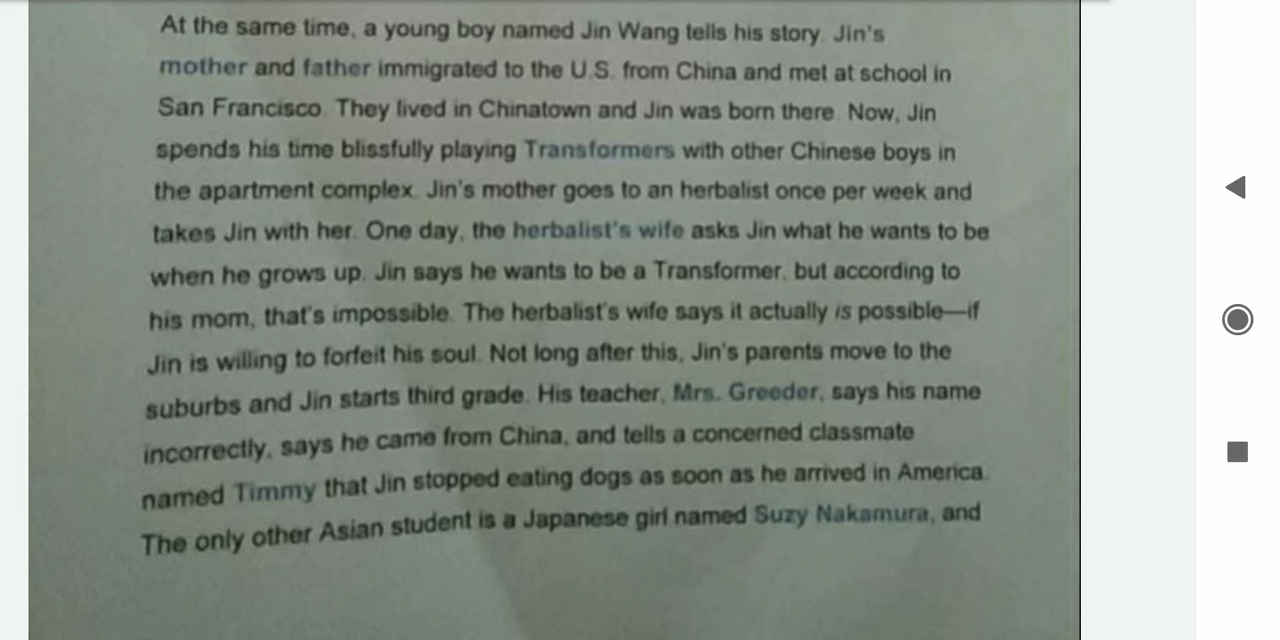 At the same time, a young boy named Jin Wang tells his story. Jin's
mother and father immigrated to the U.S. from China and met at school in
San Francisco. They lived in Chinatown and Jin was born there. Now, Jin
spends his time blissfully playing Transformers with other Chinese boys in
the apartment complex. Jin's mother goes to an herbalist once per week and
takes Jin with her. One day, the herbalist's wife asks Jin what he wants to be
when he grows up. Jin says he wants to be a Transformer, but according to
his mom, that's impossible. The herbalist's wife says it actually is possible—if
Jin is willing to forfeit his soul. Not long after this, Jin's parents move to the
suburbs and Jin starts third grade. His teacher, Mrs. Greeder, says his name
incorrectly, says he came from China, and tells a concerned classmate
named Timmy that Jin stopped eating dogs as soon as he arrived in America.
The only other Asian student is a Japanese girl named Suzy Nakamura, and